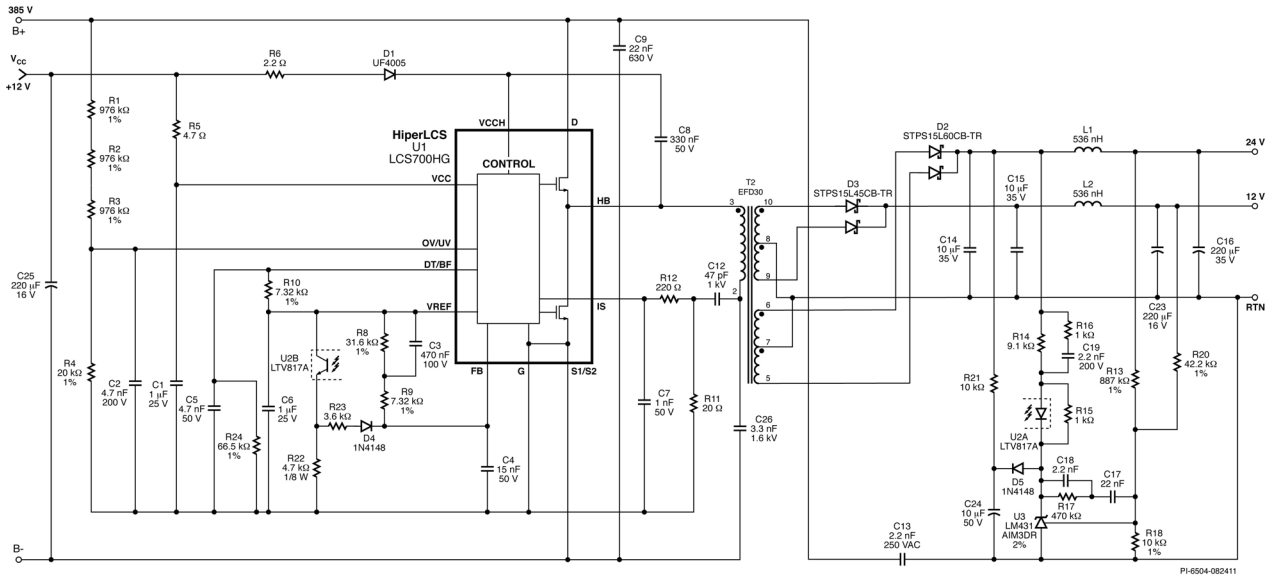 385 V
B+
VCC
+12 V
R6
2.2 Ω
D1
UF4005
C9
22 nF
630 V
R1
976 kΩ
1%
R5
4.7 Ω
R2
976 kΩ
1%
R3
976 kΩ
1%
HiperLCS
U1
LCS700HG
VCCH
D
CONTROL
VCC
HB
OV/UV
DT/BF
VREF
IS
FB
G
S1/S2
C8
330 nF
50 V
D2
STPS15L60CB-TR
L1
536 nH
24 V
T2
EFD30
D3
STPS15L45CB-TR
C15
10 µF
35 V
L2
536 nH
12 V
3
10
8
9
2
6
7
5
C14
10 µF
35 V
C16
220 µF
35 V
C25
220 µF
16 V
R10
7.32 kΩ
1%
R12
220 Ω
C12
47 pF
1 kV
RTN
C23
220 µF
16 V
R4
20 kΩ
1%
C2
4.7 nF
200 V
C1
1 µF
25 V
C5
4.7 nF
50 V
R24
66.5 kΩ
1%
C6
1 µF
25 V
U2B
LTV817A
R8
31.6 kΩ
1%
C3
470 nF
100 V
R9
7.32 kΩ
1%
R23
3.6 kΩ
D4
1N4148
R22
4.7 kΩ
1/8 W
C4
15 nF
50 V
C7
1 nF
50 V
R11
20 Ω
C26
3.3 nF
1.6 kV
R14
9.1 kΩ
R16
1 kΩ
C19
2.2 nF
200 V
R13
887 kΩ
1%
R20
42.2 kΩ
1%
R21
10 kΩ
U2A
LTV817A
R15
1 kΩ
D5
1N4148
C18
2.2 nF
C17
22 nF
R17
470 kΩ
C24
10 µF
50 V
U3
LM431
AIM3DR
2%
R18
10 kΩ
1%
C13
2.2 nF
250 VAC
B-
PI-6504-082411